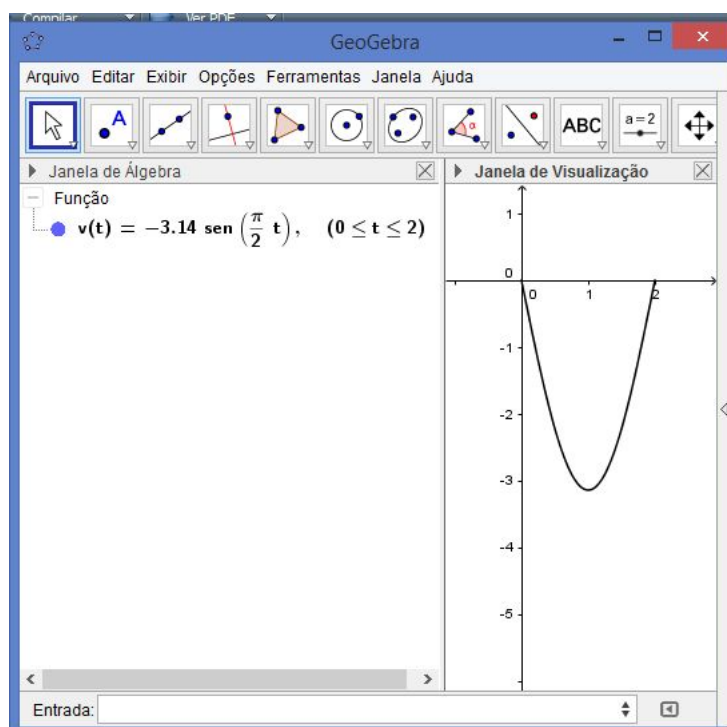 Compilar Ver PDF
GeoGebra
Arquivo Editar Exibir Opções Ferramentas Janela Ajuda
A α ABC a=2
Janela de Álgebra
Janela de Visualização
Função
v(t) = −3.14 sen (π/2 t), (0 ≤ t ≤ 2)
1
0
0 1 2
-1
-2
-3
-4
-5
Entrada: